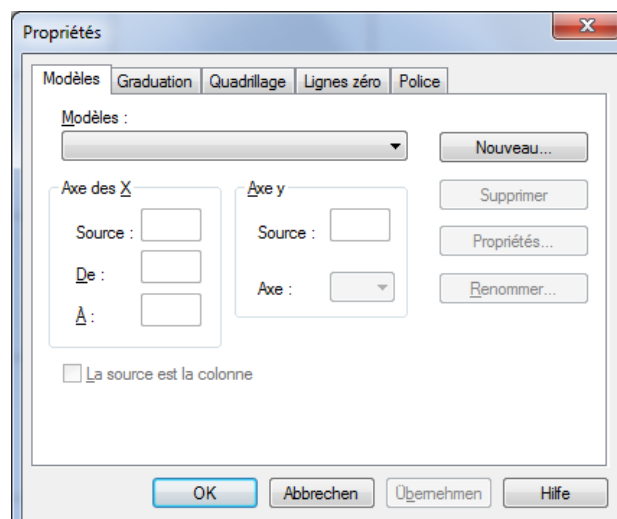 Propriétés
Modèles Graduation Quadrillage Lignes zéro Police
Modèles :
Nouveau...
Axe des X Axe y Supprimer
Source : Source : Propriétés...
De :
Axe : Renommer...
À :
La source est la colonne
OK Abbrechen Übernehmen Hilfe